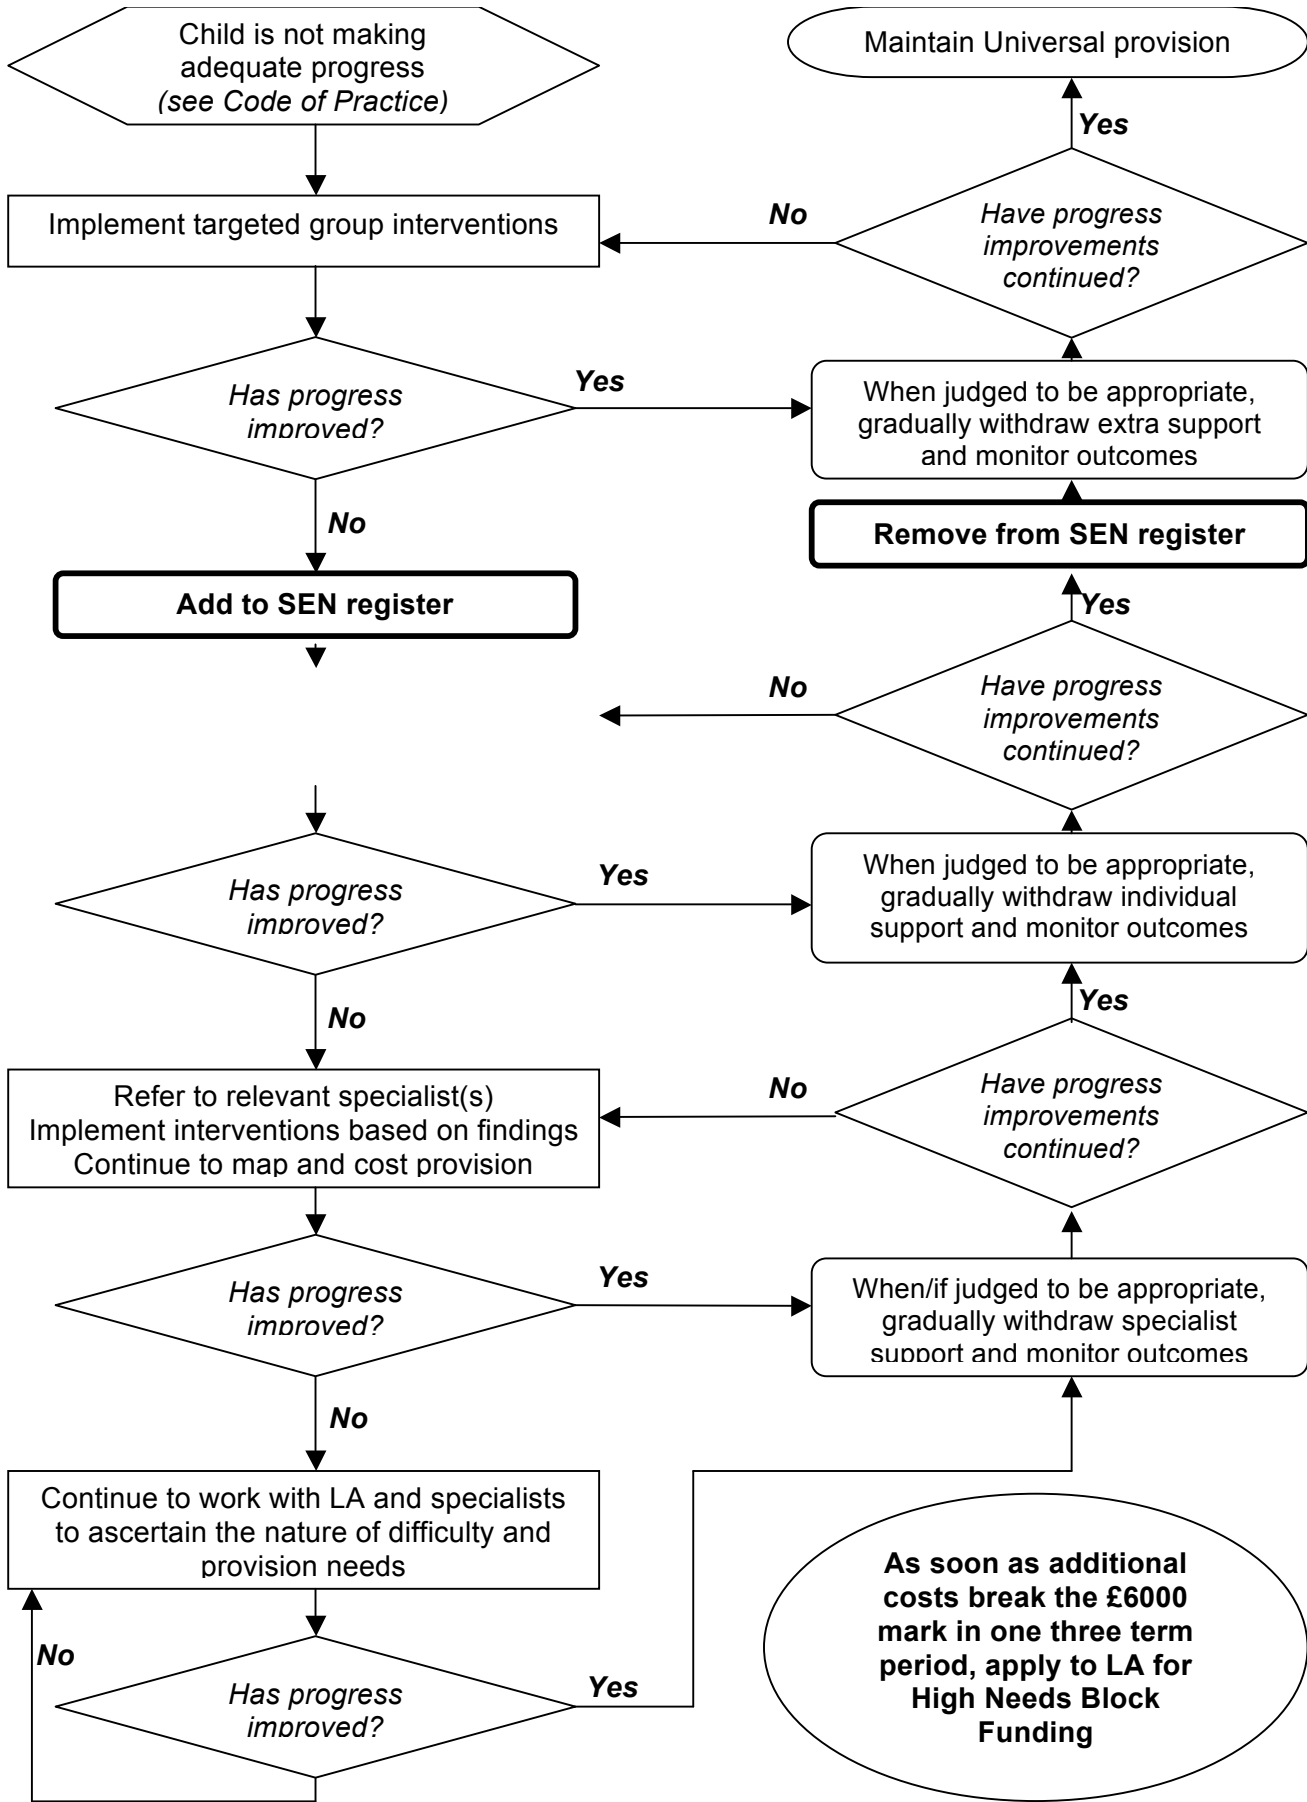 Child is not making
adequate progress
(see Code of Practice)
Maintain Universal provision
Yes
Implement targeted group interventions
No
Have progress
improvements
continued?
Has progress
improved?
Yes
When judged to be appropriate,
gradually withdraw extra support
and monitor outcomes
No
Remove from SEN register
Add to SEN register
Yes
No
Have progress
improvements
continued?
Has progress
improved?
Yes
When judged to be appropriate,
gradually withdraw individual
support and monitor outcomes
No
Yes
Refer to relevant specialist(s)
Implement interventions based on findings
Continue to map and cost provision
No
Have progress
improvements
continued?
Has progress
improved?
Yes
When/if judged to be appropriate,
gradually withdraw specialist
support and monitor outcomes
No
Continue to work with LA and specialists
to ascertain the nature of difficulty and
provision needs
No
Has progress
improved?
Yes
As soon as additional
costs break the £6000
mark in one three term
period, apply to LA for
High Needs Block
Funding